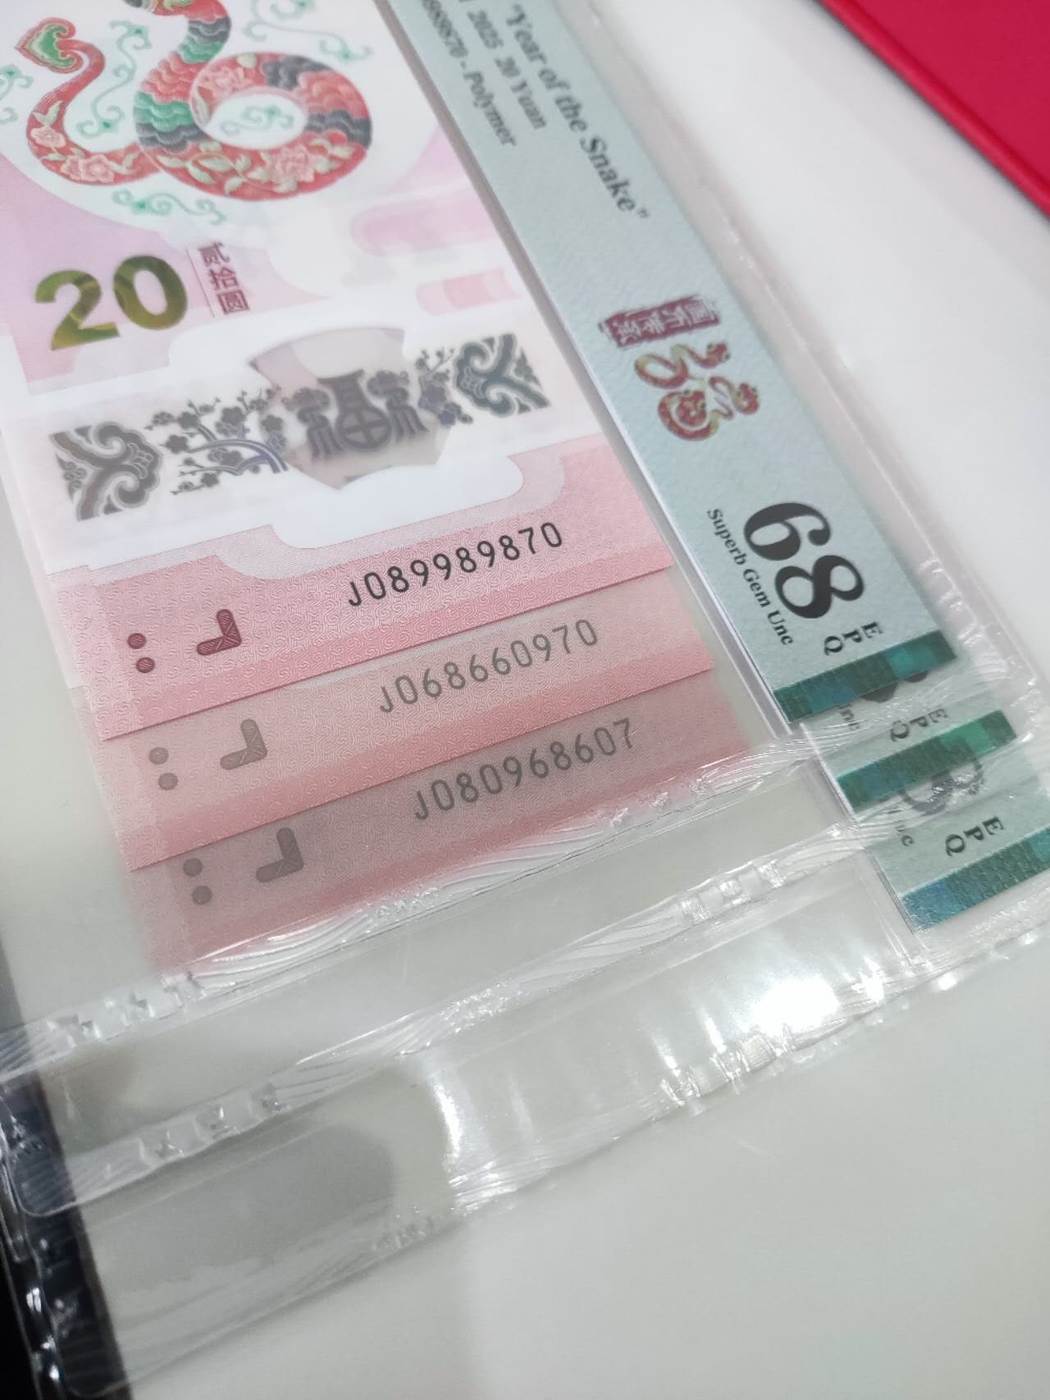 "Year of the Snake"
2025 20 Yuan
- Polymer
20
贰拾圆
福
68
EPQ
Superb Gem Unc
J089989870
J068660970
EPQ
J080968607
EPQ